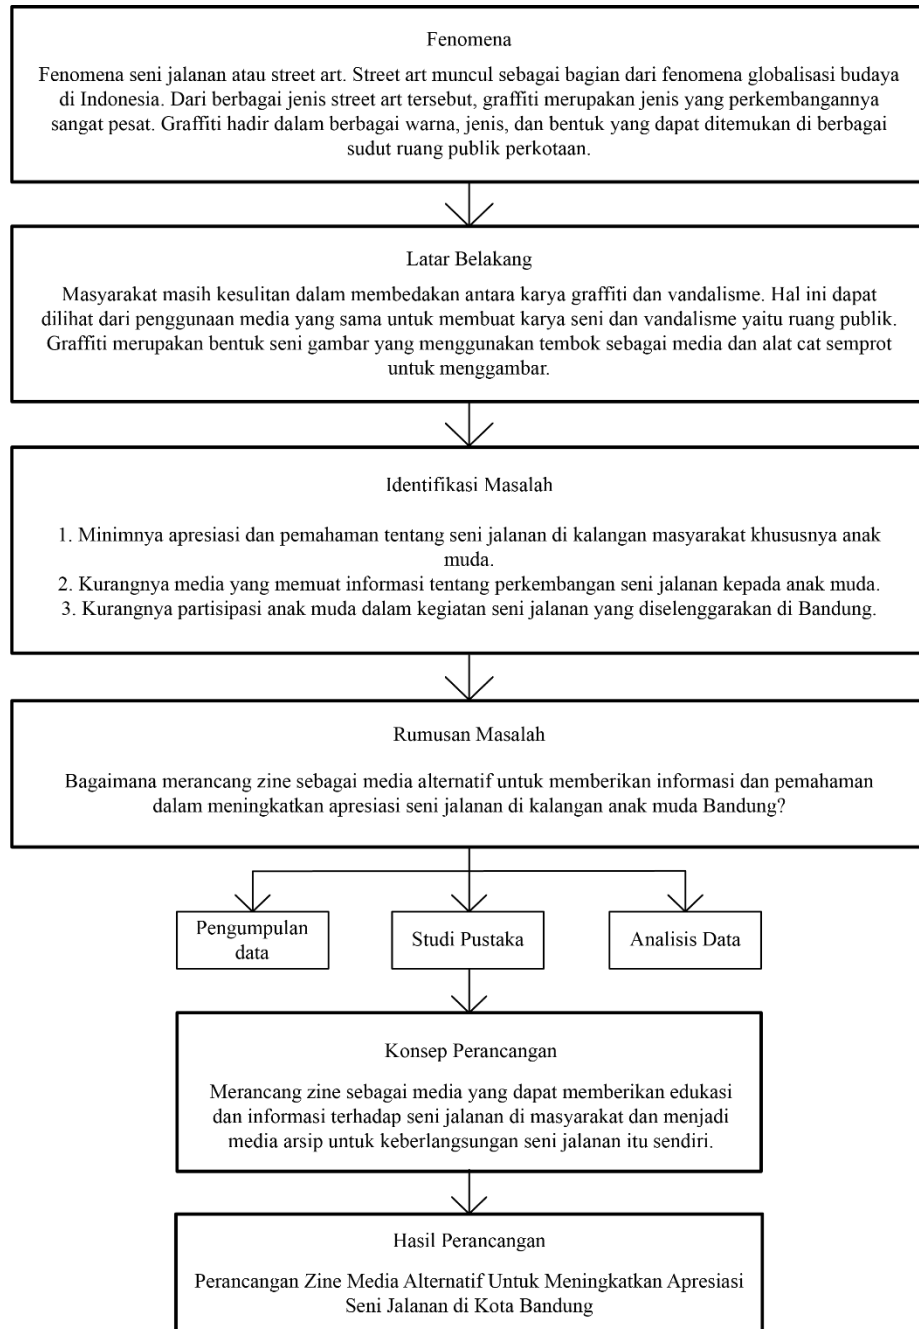 Fenomena
Fenomena seni jalanan atau street art. Street art muncul sebagai bagian dari fenomena globalisasi budaya
di Indonesia. Dari berbagai jenis street art tersebut, graffiti merupakan jenis yang perkembangannya
sangat pesat. Graffiti hadir dalam berbagai warna, jenis, dan bentuk yang dapat ditemukan di berbagai
sudut ruang publik perkotaan.
Latar Belakang
Masyarakat masih kesulitan dalam membedakan antara karya graffiti dan vandalisme. Hal ini dapat
dilihat dari penggunaan media yang sama untuk membuat karya seni dan vandalisme yaitu ruang publik.
Graffiti merupakan bentuk seni gambar yang menggunakan tembok sebagai media dan alat cat semprot
untuk menggambar.
Identifikasi Masalah
1. Minimnya apresiasi dan pemahaman tentang seni jalanan di kalangan masyarakat khususnya anak
muda.
2. Kurangnya media yang memuat informasi tentang perkembangan seni jalanan kepada anak muda.
3. Kurangnya partisipasi anak muda dalam kegiatan seni jalanan yang diselenggarakan di Bandung.
Rumusan Masalah
Bagaimana merancang zine sebagai media alternatif untuk memberikan informasi dan pemahaman
dalam meningkatkan apresiasi seni jalanan di kalangan anak muda Bandung?
Pengumpulan
data
Studi Pustaka
Analisis Data
Konsep Perancangan
Merancang zine sebagai media yang dapat memberikan edukasi
dan informasi terhadap seni jalanan di masyarakat dan menjadi
media arsip untuk keberlangsungan seni jalanan itu sendiri.
Hasil Perancangan
Perancangan Zine Media Alternatif Untuk Meningkatkan Apresiasi
Seni Jalanan di Kota Bandung